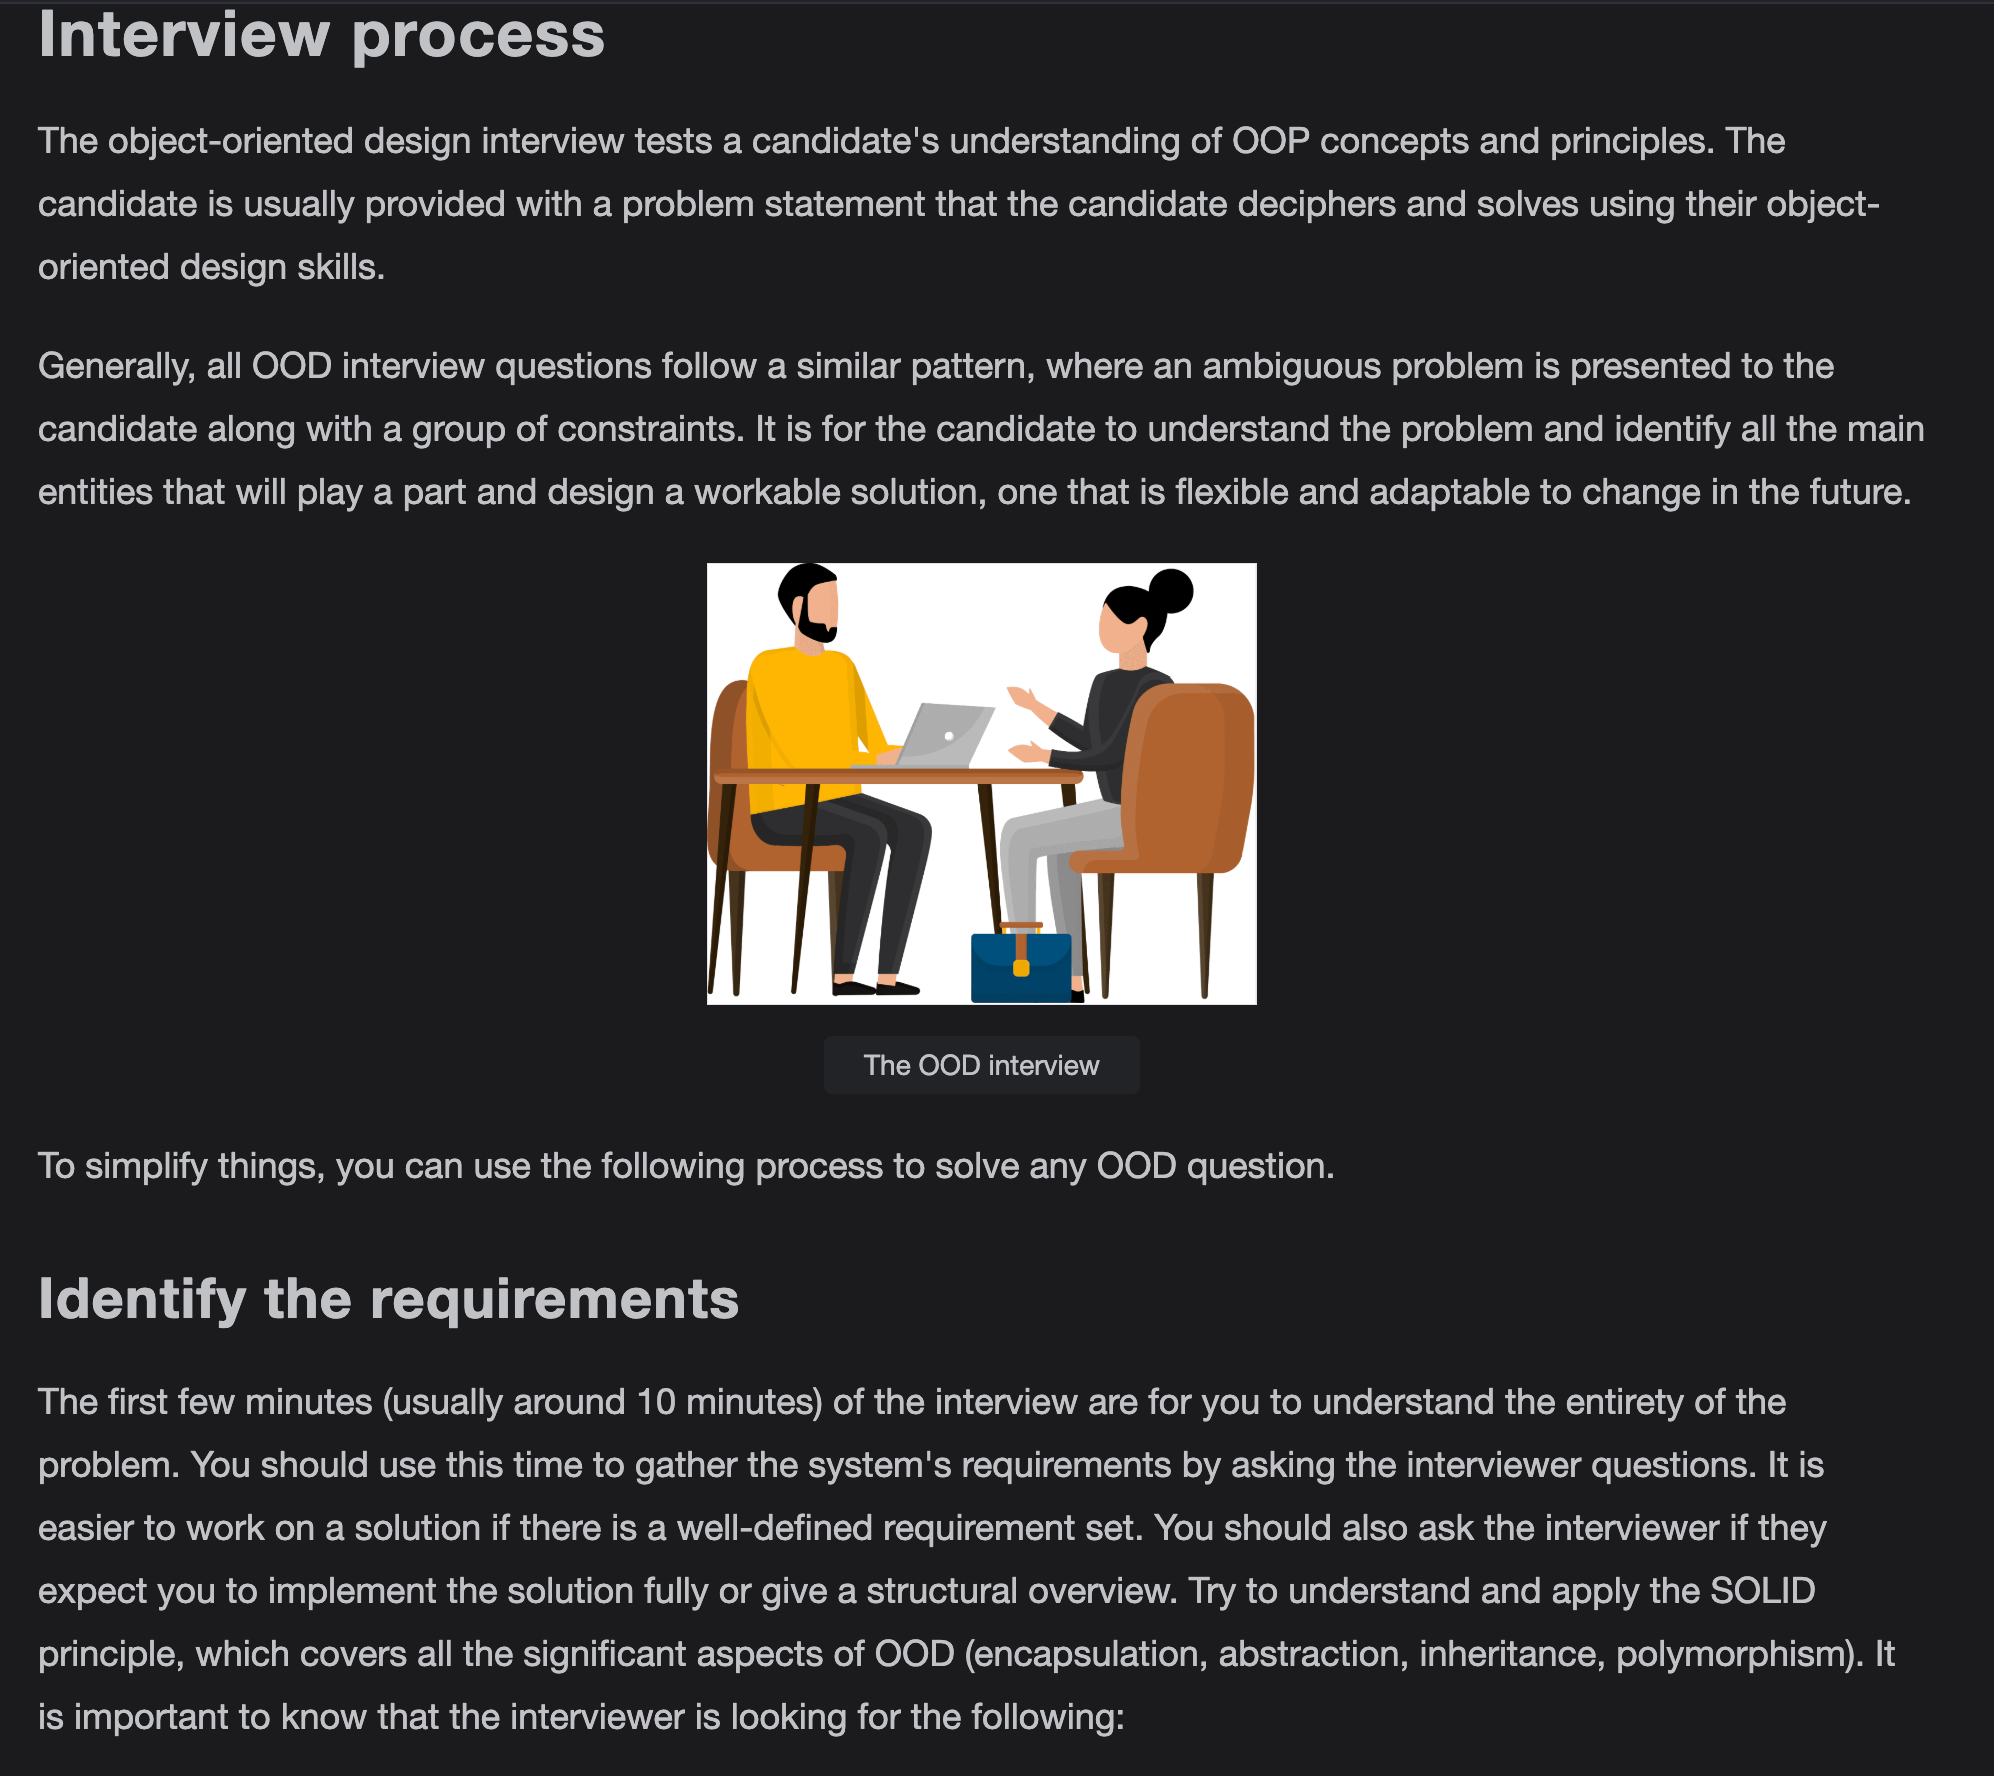 Interview process
The object-oriented design interview tests a candidate's understanding of OOP concepts and principles. The
candidate is usually provided with a problem statement that the candidate deciphers and solves using their object-
oriented design skills.
Generally, all OOD interview questions follow a similar pattern, where an ambiguous problem is presented to the
candidate along with a group of constraints. It is for the candidate to understand the problem and identify all the main
entities that will play a part and design a workable solution, one that is flexible and adaptable to change in the future.
The OOD interview
To simplify things, you can use the following process to solve any OOD question.
Identify the requirements
The first few minutes (usually around 10 minutes) of the interview are for you to understand the entirety of the
problem. You should use this time to gather the system's requirements by asking the interviewer questions. It is
easier to work on a solution if there is a well-defined requirement set. You should also ask the interviewer if they
expect you to implement the solution fully or give a structural overview. Try to understand and apply the SOLID
principle, which covers all the significant aspects of OOD (encapsulation, abstraction, inheritance, polymorphism). It
is important to know that the interviewer is looking for the following: